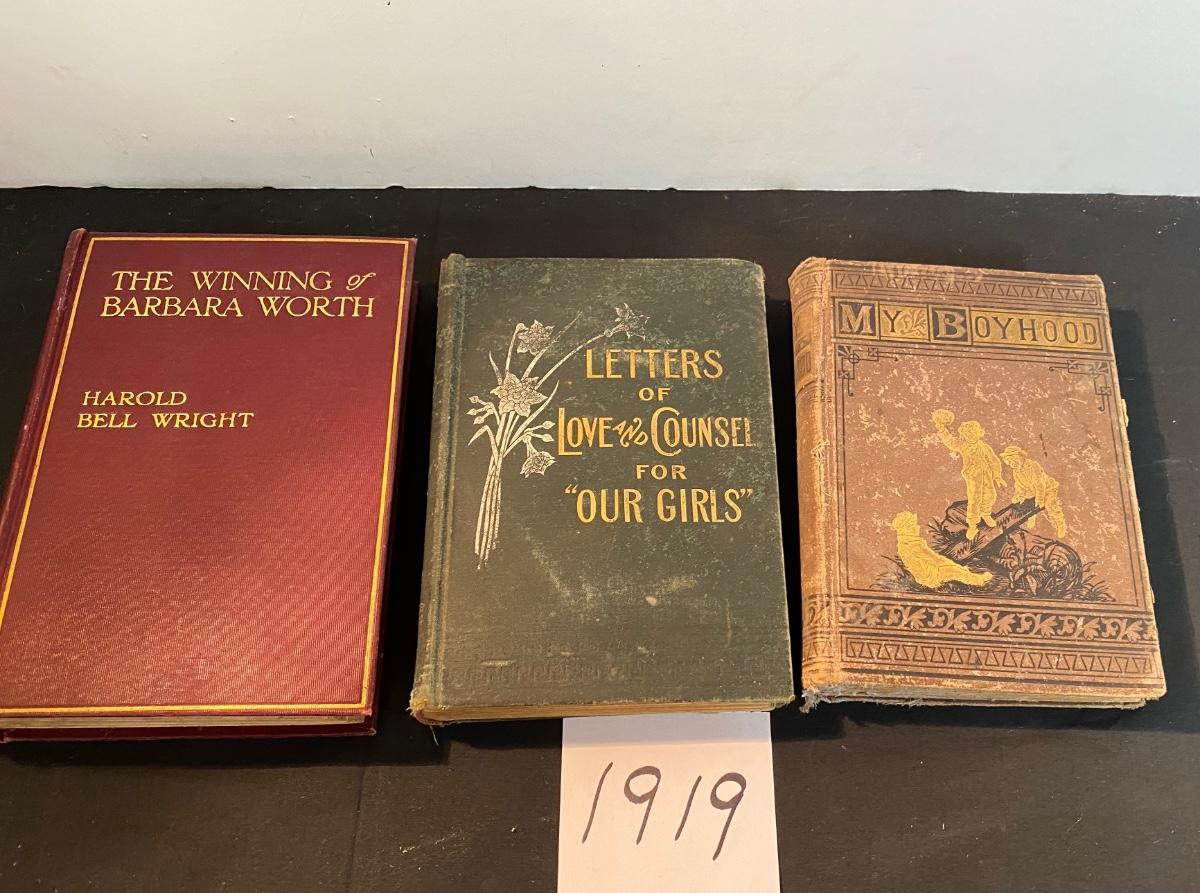 THE WINNING of
BARBARA WORTH
HAROLD
BELL WRIGHT
LETTERS
OF
LOVE AND COUNSEL
FOR
"OUR GIRLS"
MY BOYHOOD
1919